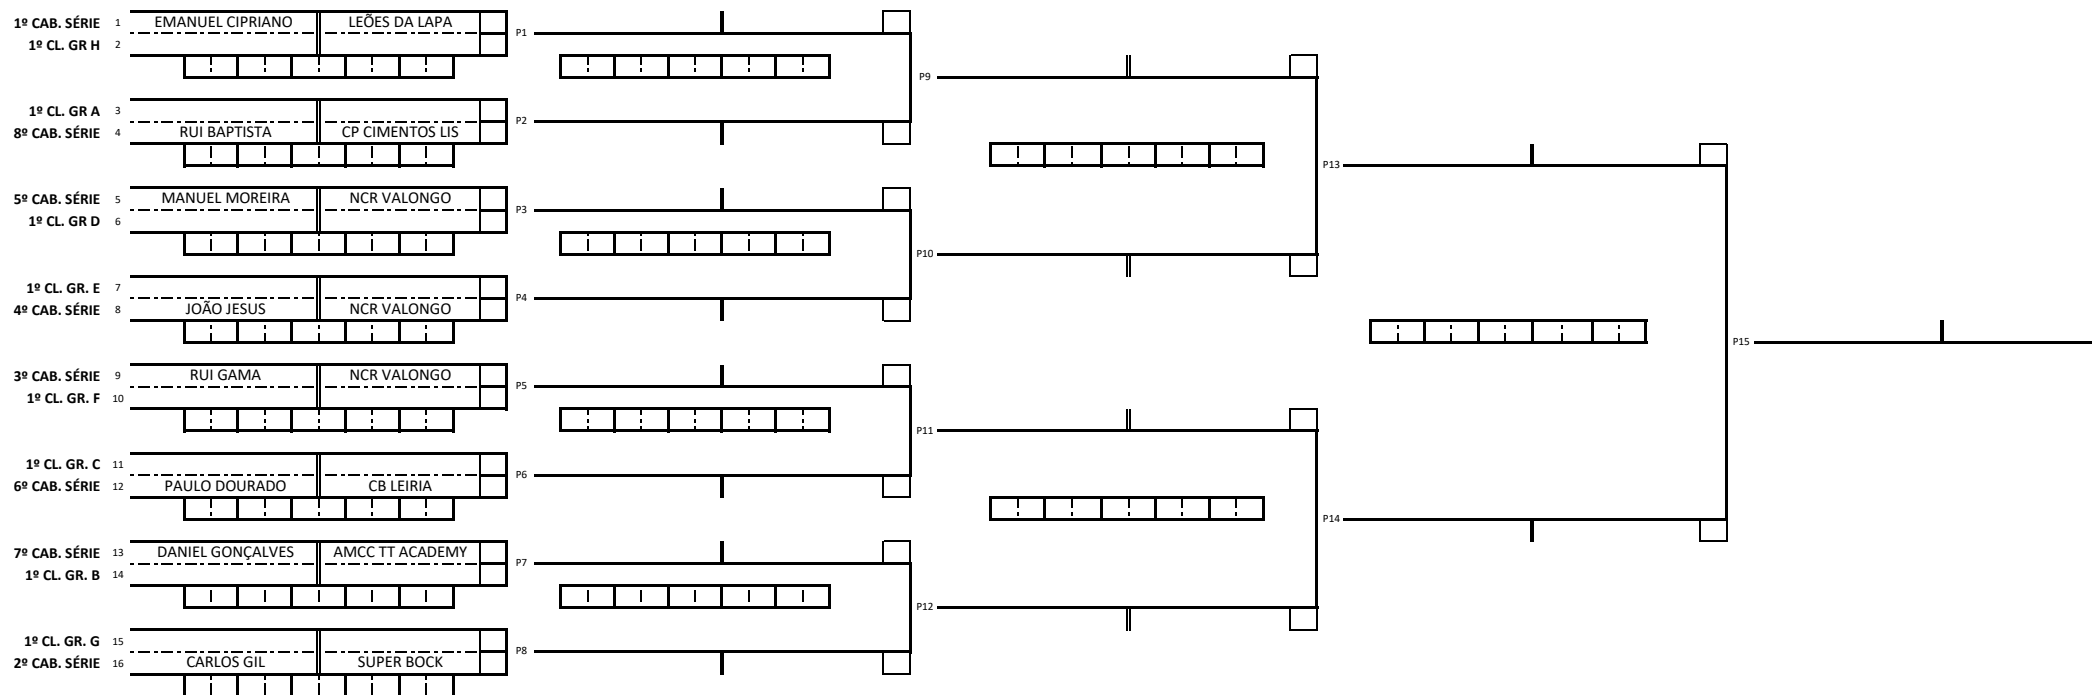 1º CAB. SÉRIE 1 EMANUEL CIPRIANO LEÕES DA LAPA
P1
1º CL. GR H 2
P9
1º CL. GR A 3
P2
8º CAB. SÉRIE 4 RUI BAPTISTA CP CIMENTOS LIS
P13
5º CAB. SÉRIE 5 MANUEL MOREIRA NCR VALONGO
P3
1º CL. GR D 6
P10
1º CL. GR. E 7
P4
4º CAB. SÉRIE 8 JOÃO JESUS NCR VALONGO
P15
3º CAB. SÉRIE 9 RUI GAMA NCR VALONGO
P5
1º CL. GR. F 10
P11
1º CL. GR. C 11
P6
6º CAB. SÉRIE 12 PAULO DOURADO CB LEIRIA
P14
7º CAB. SÉRIE 13 DANIEL GONÇALVES AMCC TT ACADEMY
P7
1º CL. GR. B 14
P12
1º CL. GR. G 15
P8
2º CAB. SÉRIE 16 CARLOS GIL SUPER BOCK